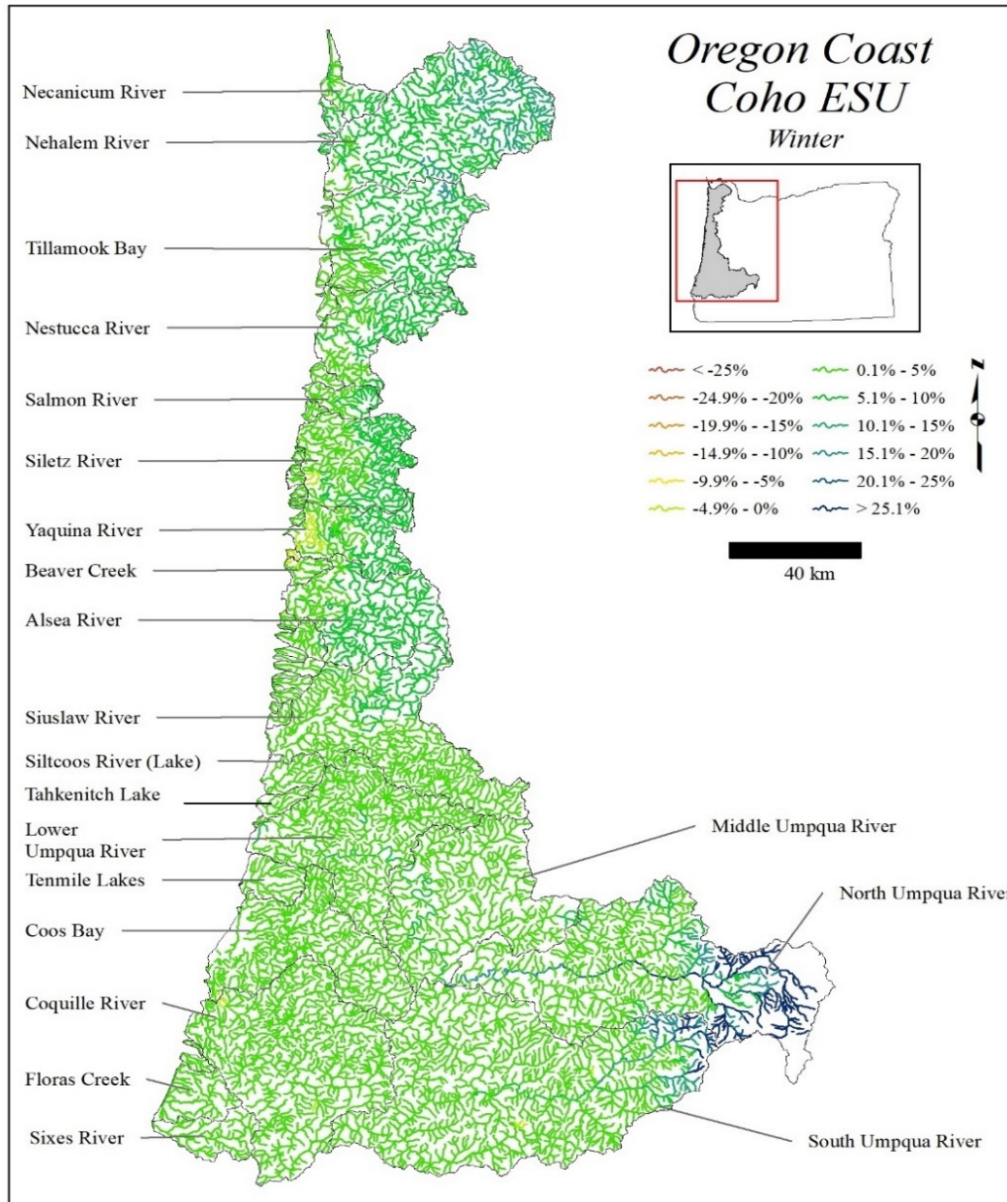 Oregon Coast
Coho ESU
Winter
Necanicum River
Nehalem River
Tillamook Bay
Nestucca River
Salmon River
Siletz River
Yaquina River
Beaver Creek
Alsea River
Siuslaw River
Siltcoos River (Lake)
Tahkenitch Lake
Lower
Umpqua River
Tenmile Lakes
Coos Bay
Coquille River
Floras Creek
Sixes River
< -25%
-24.9% - -20%
-19.9% - -15%
-14.9% - -10%
-9.9% - -5%
-4.9% - 0%
0.1% - 5%
5.1% - 10%
10.1% - 15%
15.1% - 20%
20.1% - 25%
> 25.1%
N
40 km
Middle Umpqua River
North Umpqua River
South Umpqua River